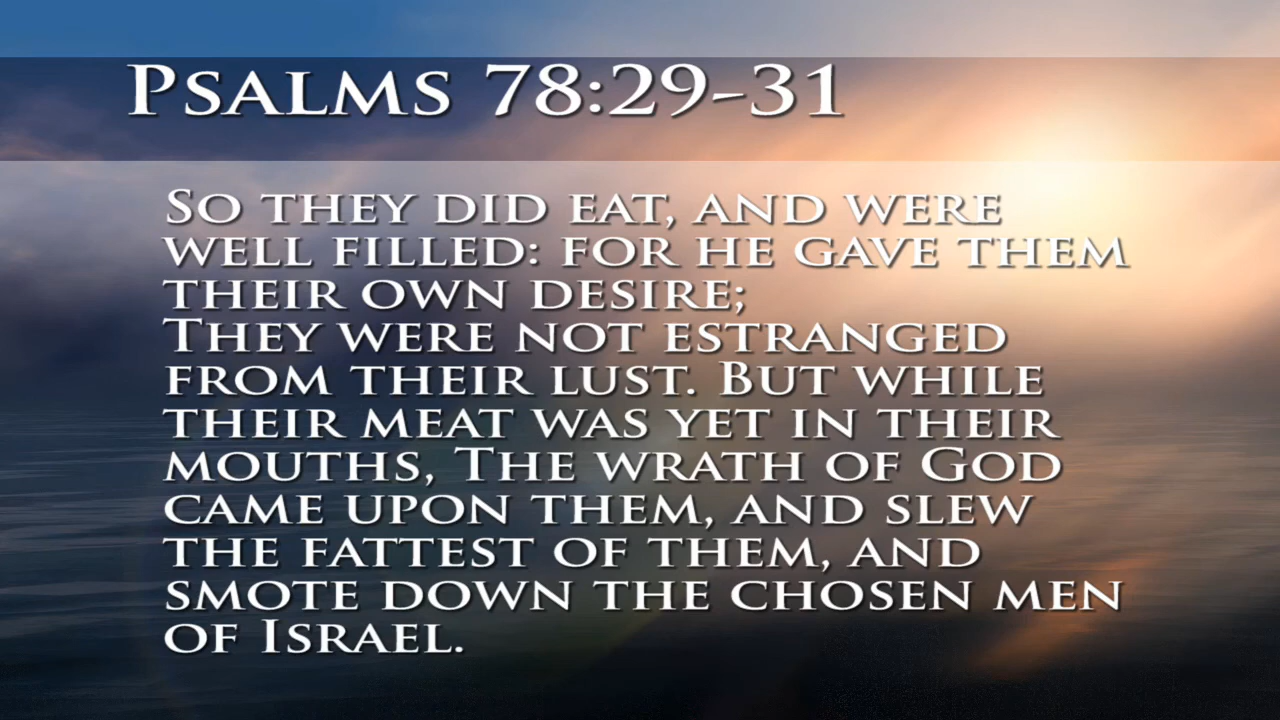 Psalms 78:29-31
So they did eat, and were
well filled: for he gave them
their own desire;
They were not estranged
from their lust. But while
their meat was yet in their
mouths, The wrath of God
came upon them, and slew
the fattest of them, and
smote down the chosen men
of Israel.